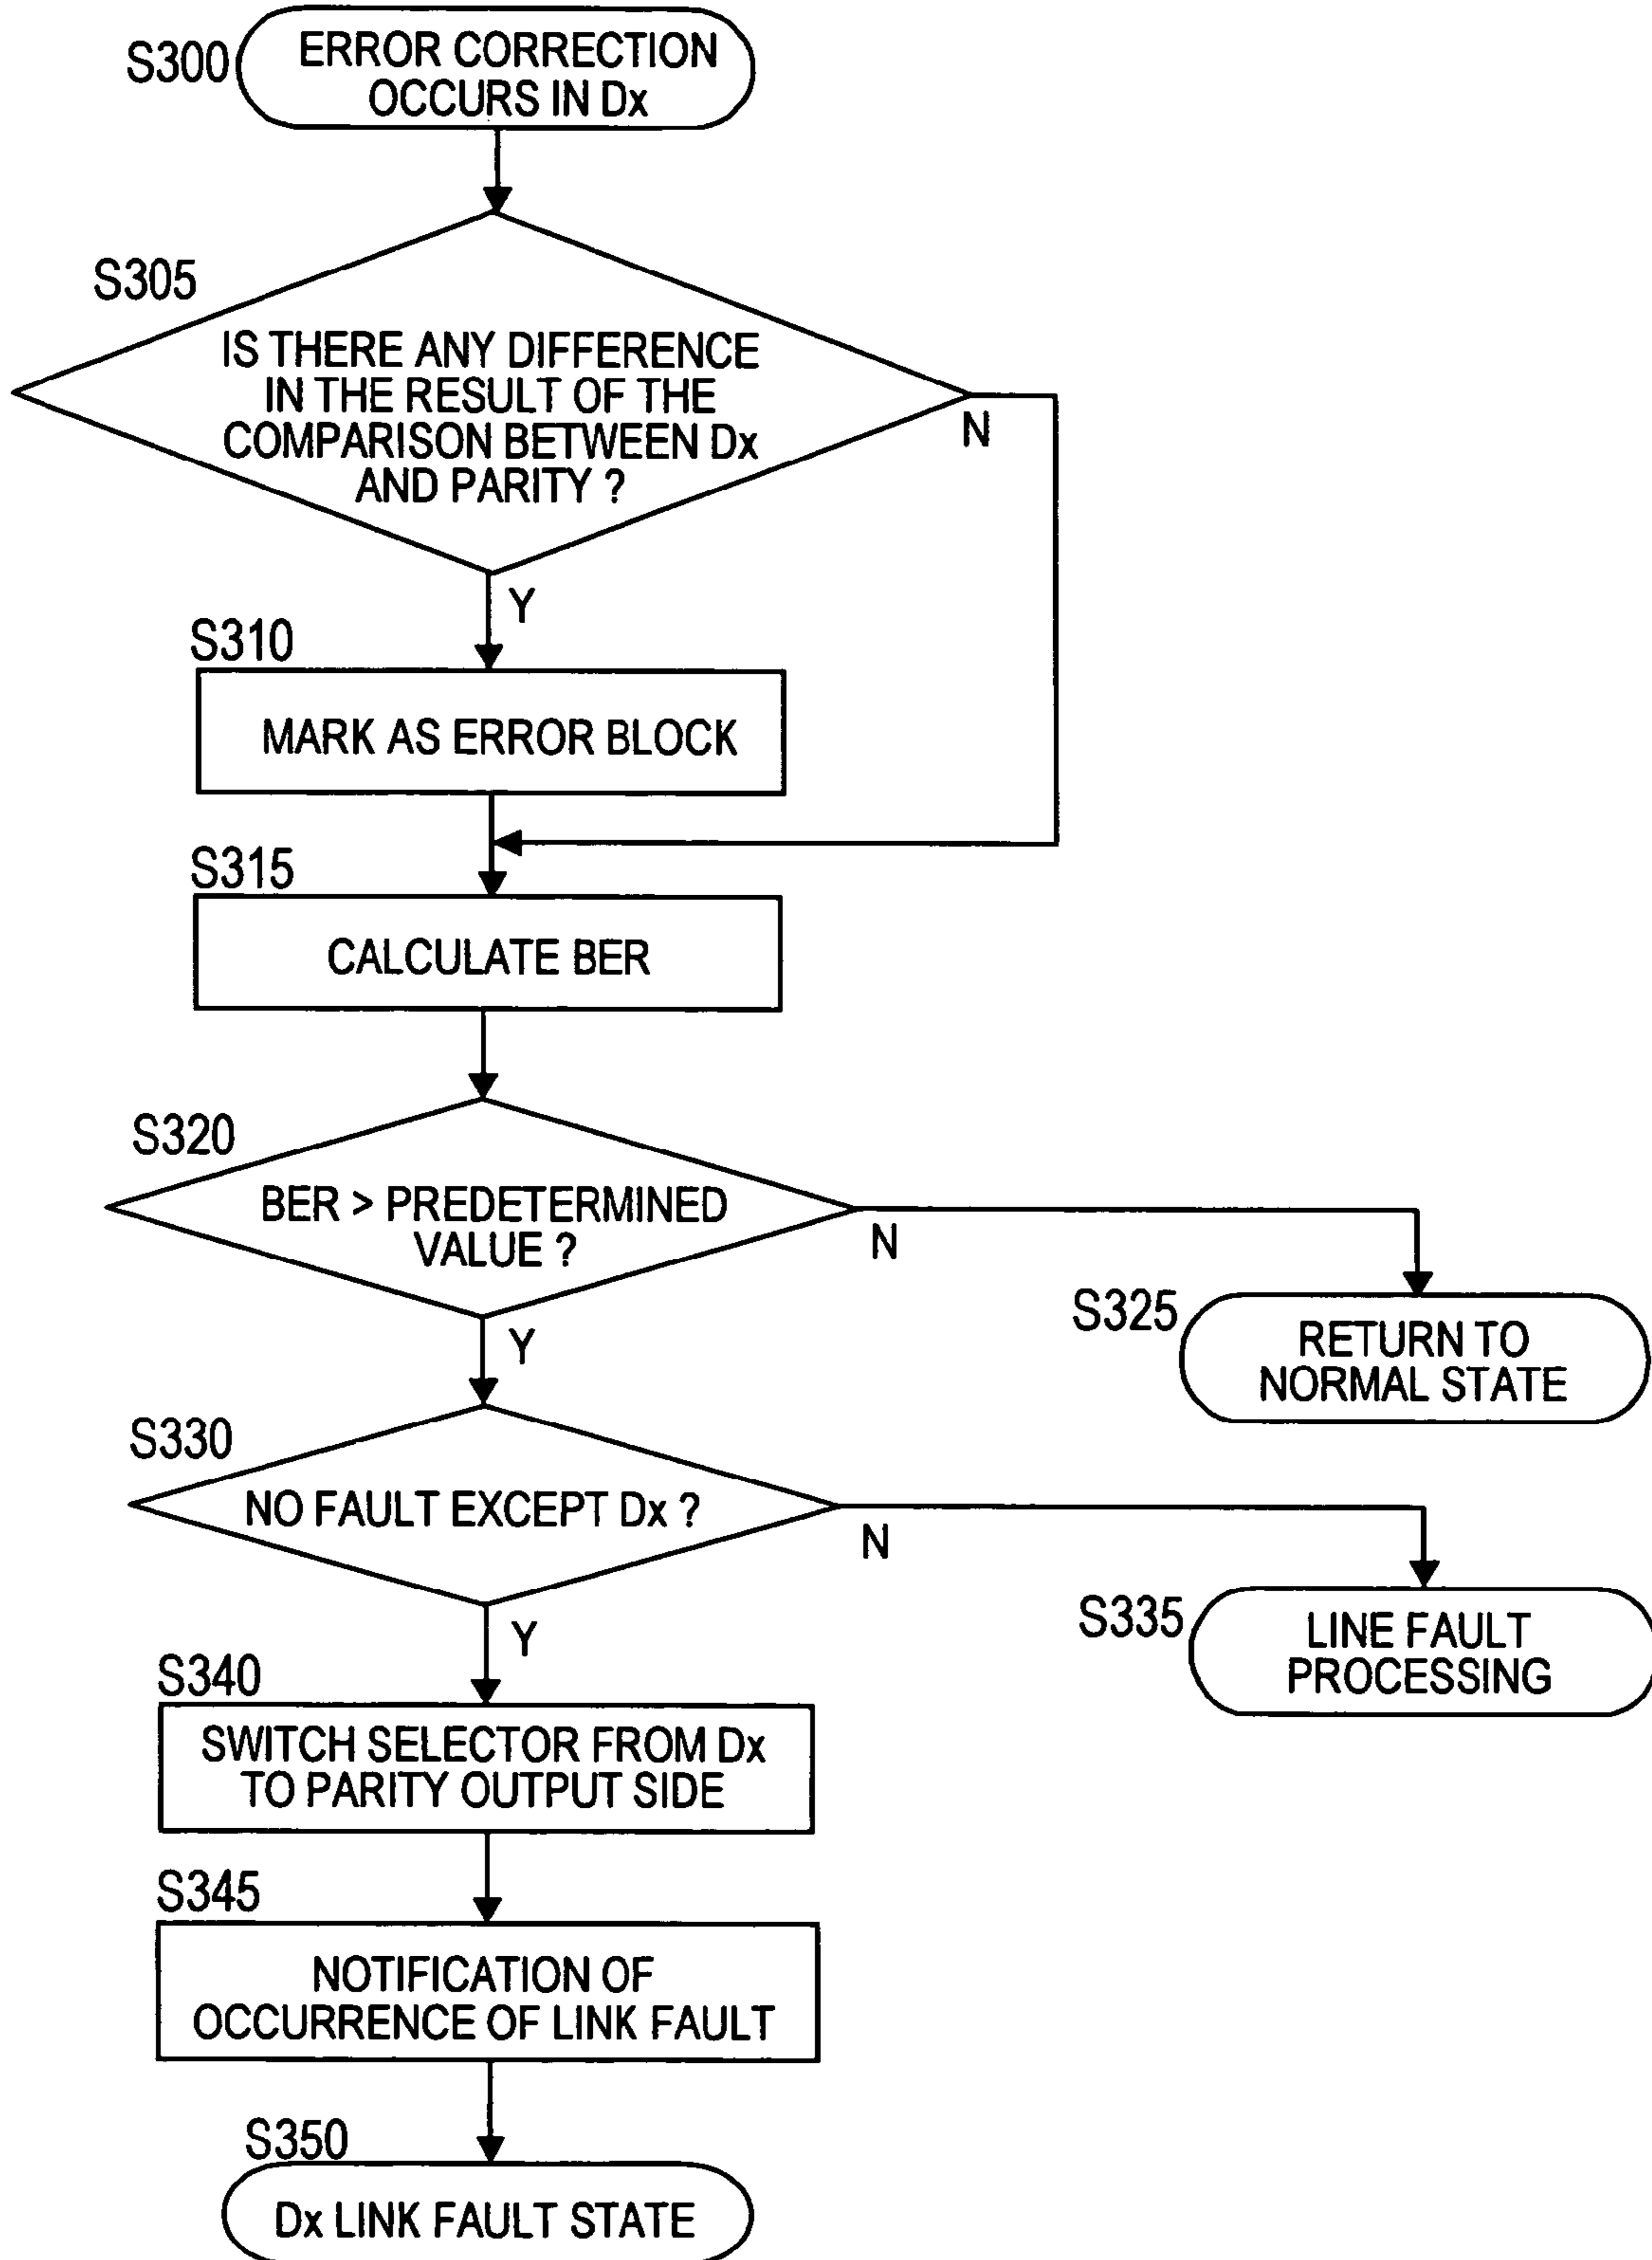 S300
ERROR CORRECTION
OCCURS IN Dx
S305
IS THERE ANY DIFFERENCE
IN THE RESULT OF THE
COMPARISON BETWEEN Dx
AND PARITY ?
N
Y
S310
MARK AS ERROR BLOCK
S315
CALCULATE BER
S320
BER > PREDETERMINED
VALUE ?
N
Y
S325
RETURN TO
NORMAL STATE
S330
NO FAULT EXCEPT Dx ?
N
Y
S335
LINE FAULT
PROCESSING
S340
SWITCH SELECTOR FROM Dx
TO PARITY OUTPUT SIDE
S345
NOTIFICATION OF
OCCURRENCE OF LINK FAULT
S350
Dx LINK FAULT STATE